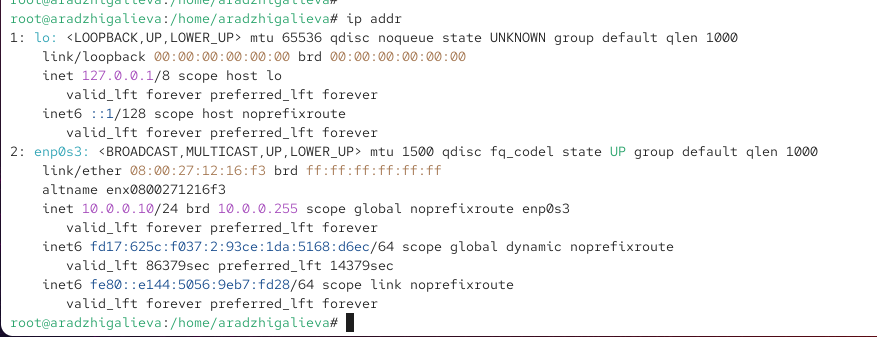 root@aradzhigalieva:/home/aradzhigalieva#
root@aradzhigalieva:/home/aradzhigalieva# ip addr
1: lo: <LOOPBACK,UP,LOWER_UP> mtu 65536 qdisc noqueue state UNKNOWN group default qlen 1000
    link/loopback 00:00:00:00:00:00 brd 00:00:00:00:00:00
    inet 127.0.0.1/8 scope host lo
       valid_lft forever preferred_lft forever
    inet6 ::1/128 scope host noprefixroute
       valid_lft forever preferred_lft forever
2: enp0s3: <BROADCAST,MULTICAST,UP,LOWER_UP> mtu 1500 qdisc fq_codel state UP group default qlen 1000
    link/ether 08:00:27:12:16:f3 brd ff:ff:ff:ff:ff:ff
    altname enx0800271216f3
    inet 10.0.0.10/24 brd 10.0.0.255 scope global noprefixroute enp0s3
       valid_lft forever preferred_lft forever
    inet6 fd17:625c:f037:2:93ce:1da:5168:d6ec/64 scope global dynamic noprefixroute
       valid_lft 86379sec preferred_lft 14379sec
    inet6 fe80::e144:5056:9eb7:fd28/64 scope link noprefixroute
       valid_lft forever preferred_lft forever
root@aradzhigalieva:/home/aradzhigalieva#